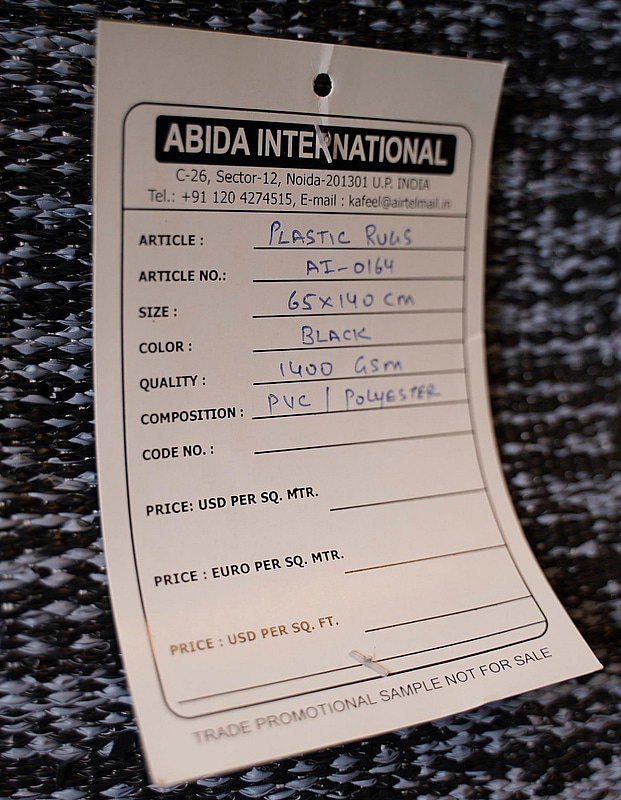 ABIDA INTERNATIONAL
C-26, Sector-12, Noida-201301 U.P. INDIA
Tel.: +91 120 4274515, E-mail : kafeel@airtelmail.in
ARTICLE : PLASTIC RUGS
ARTICLE NO.: AI-0164
SIZE : 65x140 cm
COLOR : BLACK
QUALITY : 1400 GSm
COMPOSITION : PVC / POLYESTER
CODE NO. :
PRICE: USD PER SQ. MTR.
PRICE : EURO PER SQ. MTR.
PRICE : USD PER SQ. FT.
TRADE PROMOTIONAL SAMPLE NOT FOR SALE